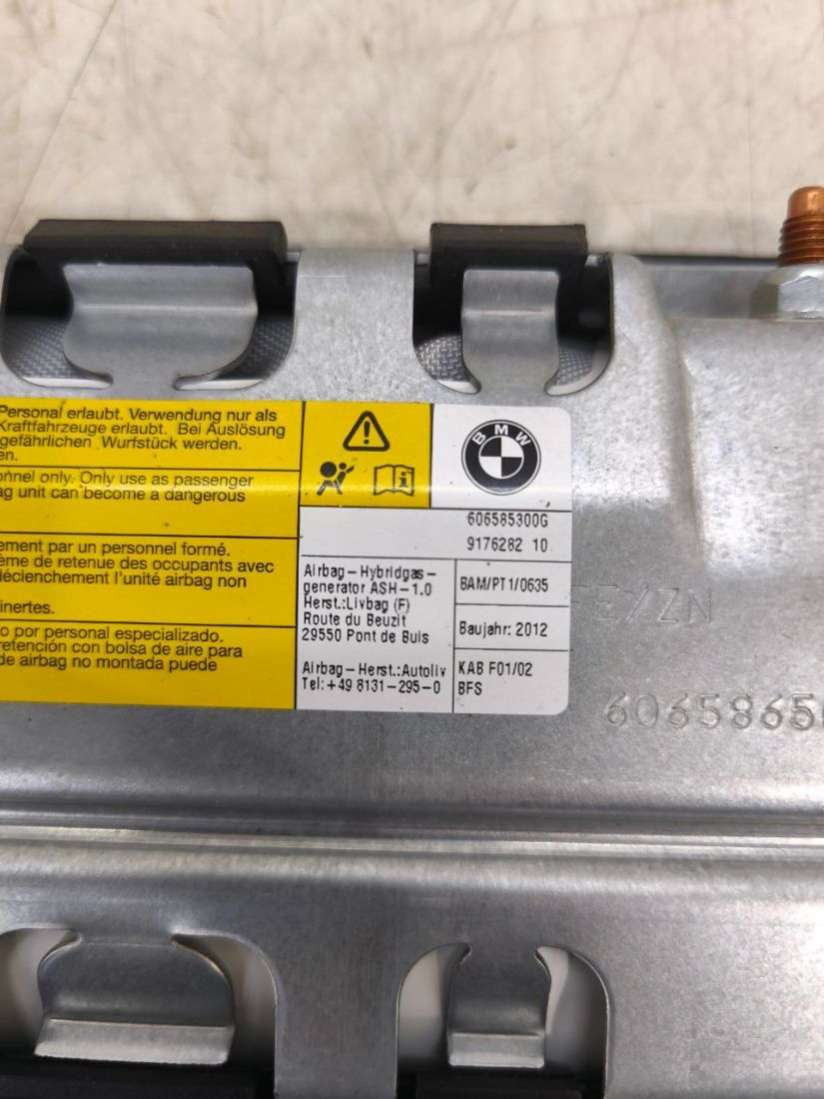 Personal erlaubt. Verwendung nur als
Kraftfahrzeuge erlaubt. Bei Auslösung
gefährlichen Wurfstück werden.
en.
onnel only. Only use as passenger
ag unit can become a dangerous
ement par un personnel formé.
ème de retenue des occupants avec
déclenchement l'unité airbag non
inertes.
o por personal especializado.
retención con bolsa de aire para
de airbag no montada puede
BMW
606585300G
9176282 10
Airbag-Hybridgas-
generator ASH-1.0
Herst.:Livbag (F)
Route du Beuzit
29550 Pont de Buis
Airbag-Herst.:Autoliv
Tel:+49 8131-295-0
BAM/PT1/0635
Baujahr: 2012
KAB F01/02
BFS
FE/ZN
6065865